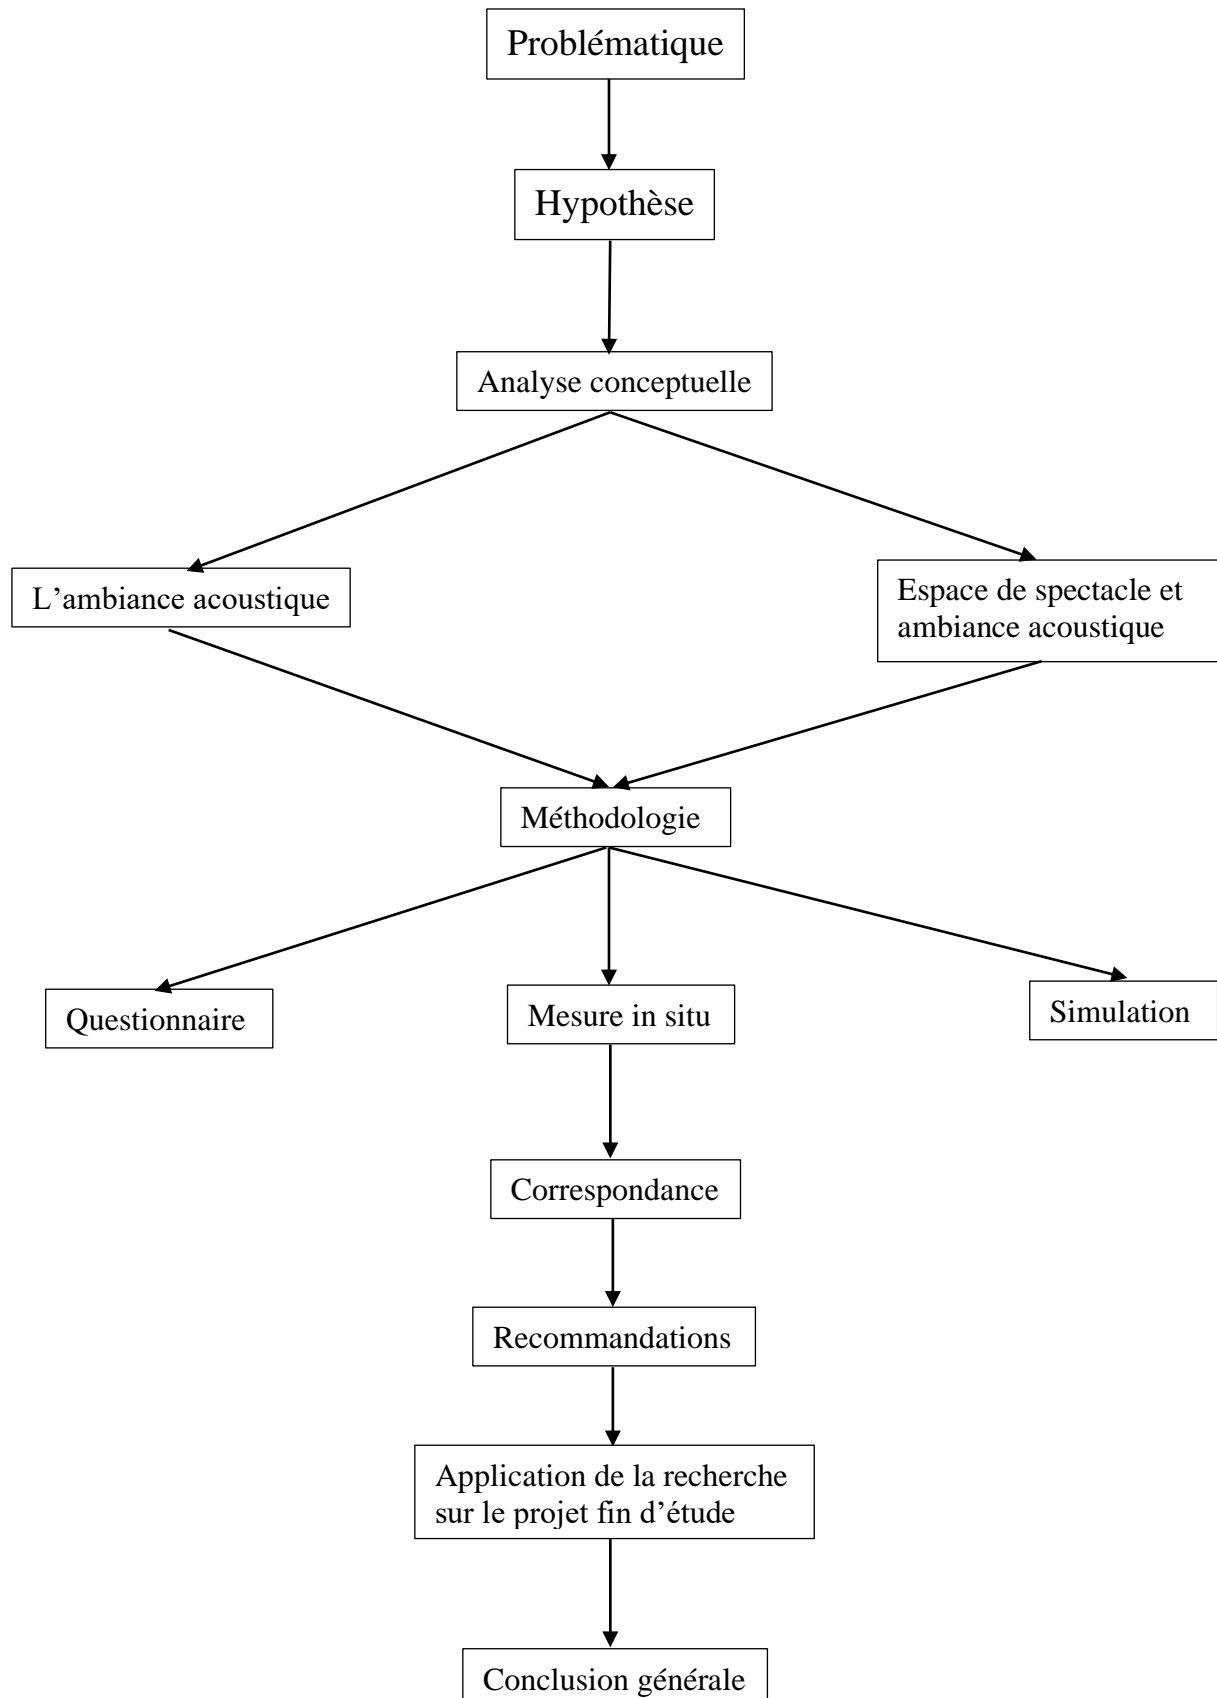 Problématique
Hypothèse
Analyse conceptuelle
L’ambiance acoustique
Espace de spectacle et
ambiance acoustique
Méthodologie
Questionnaire
Mesure in situ
Simulation
Correspondance
Recommandations
Application de la recherche
sur le projet fin d’étude
Conclusion générale